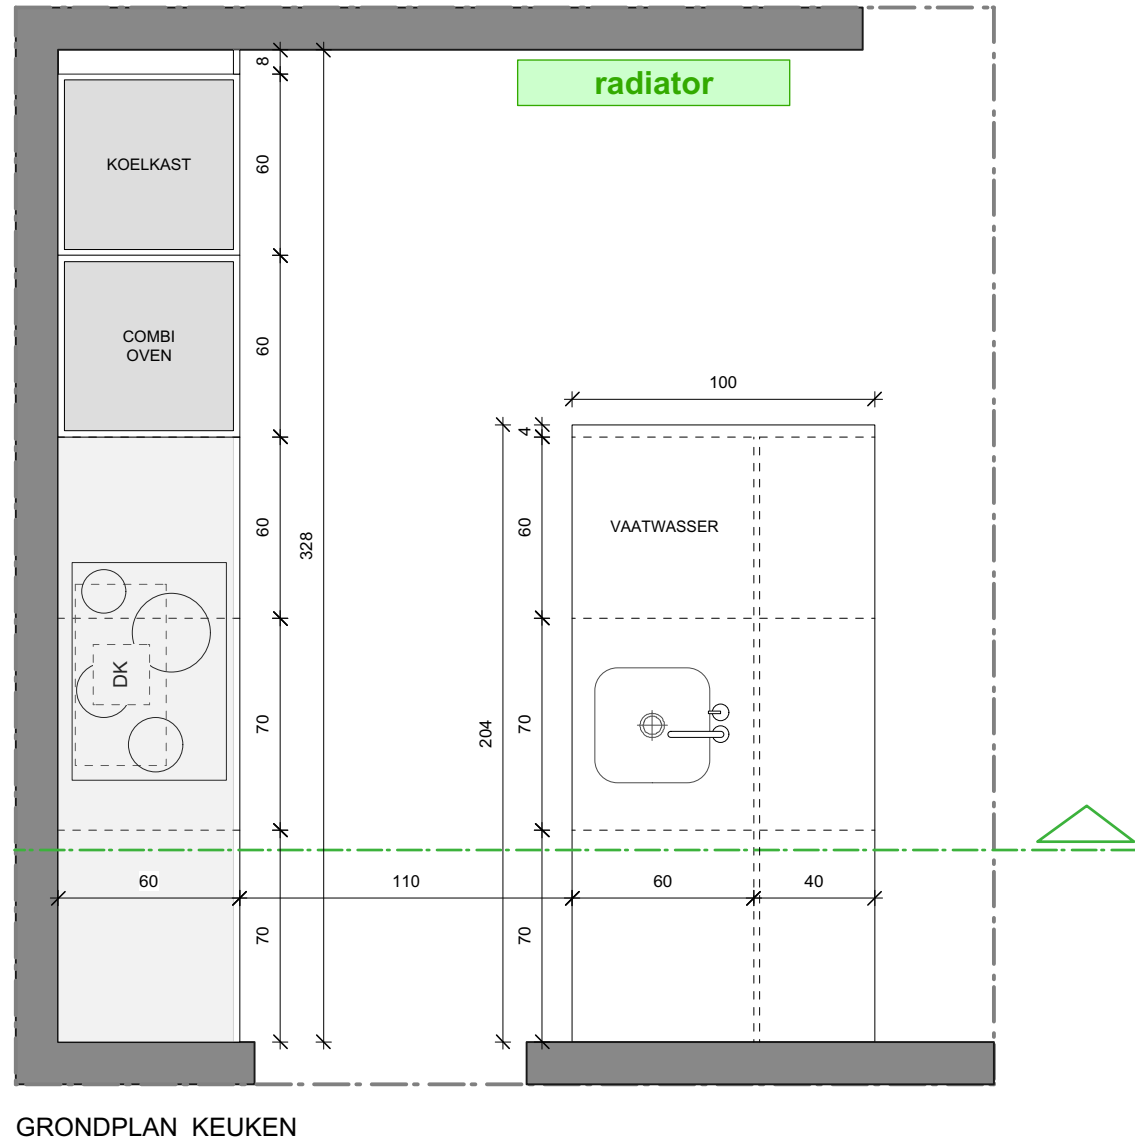 8
radiator
60
KOELKAST
60
COMBI
OVEN
100
4
60
328
60
VAATWASSER
DK
70
204
70
60
110
60
40
70
70
GRONDPLAN KEUKEN